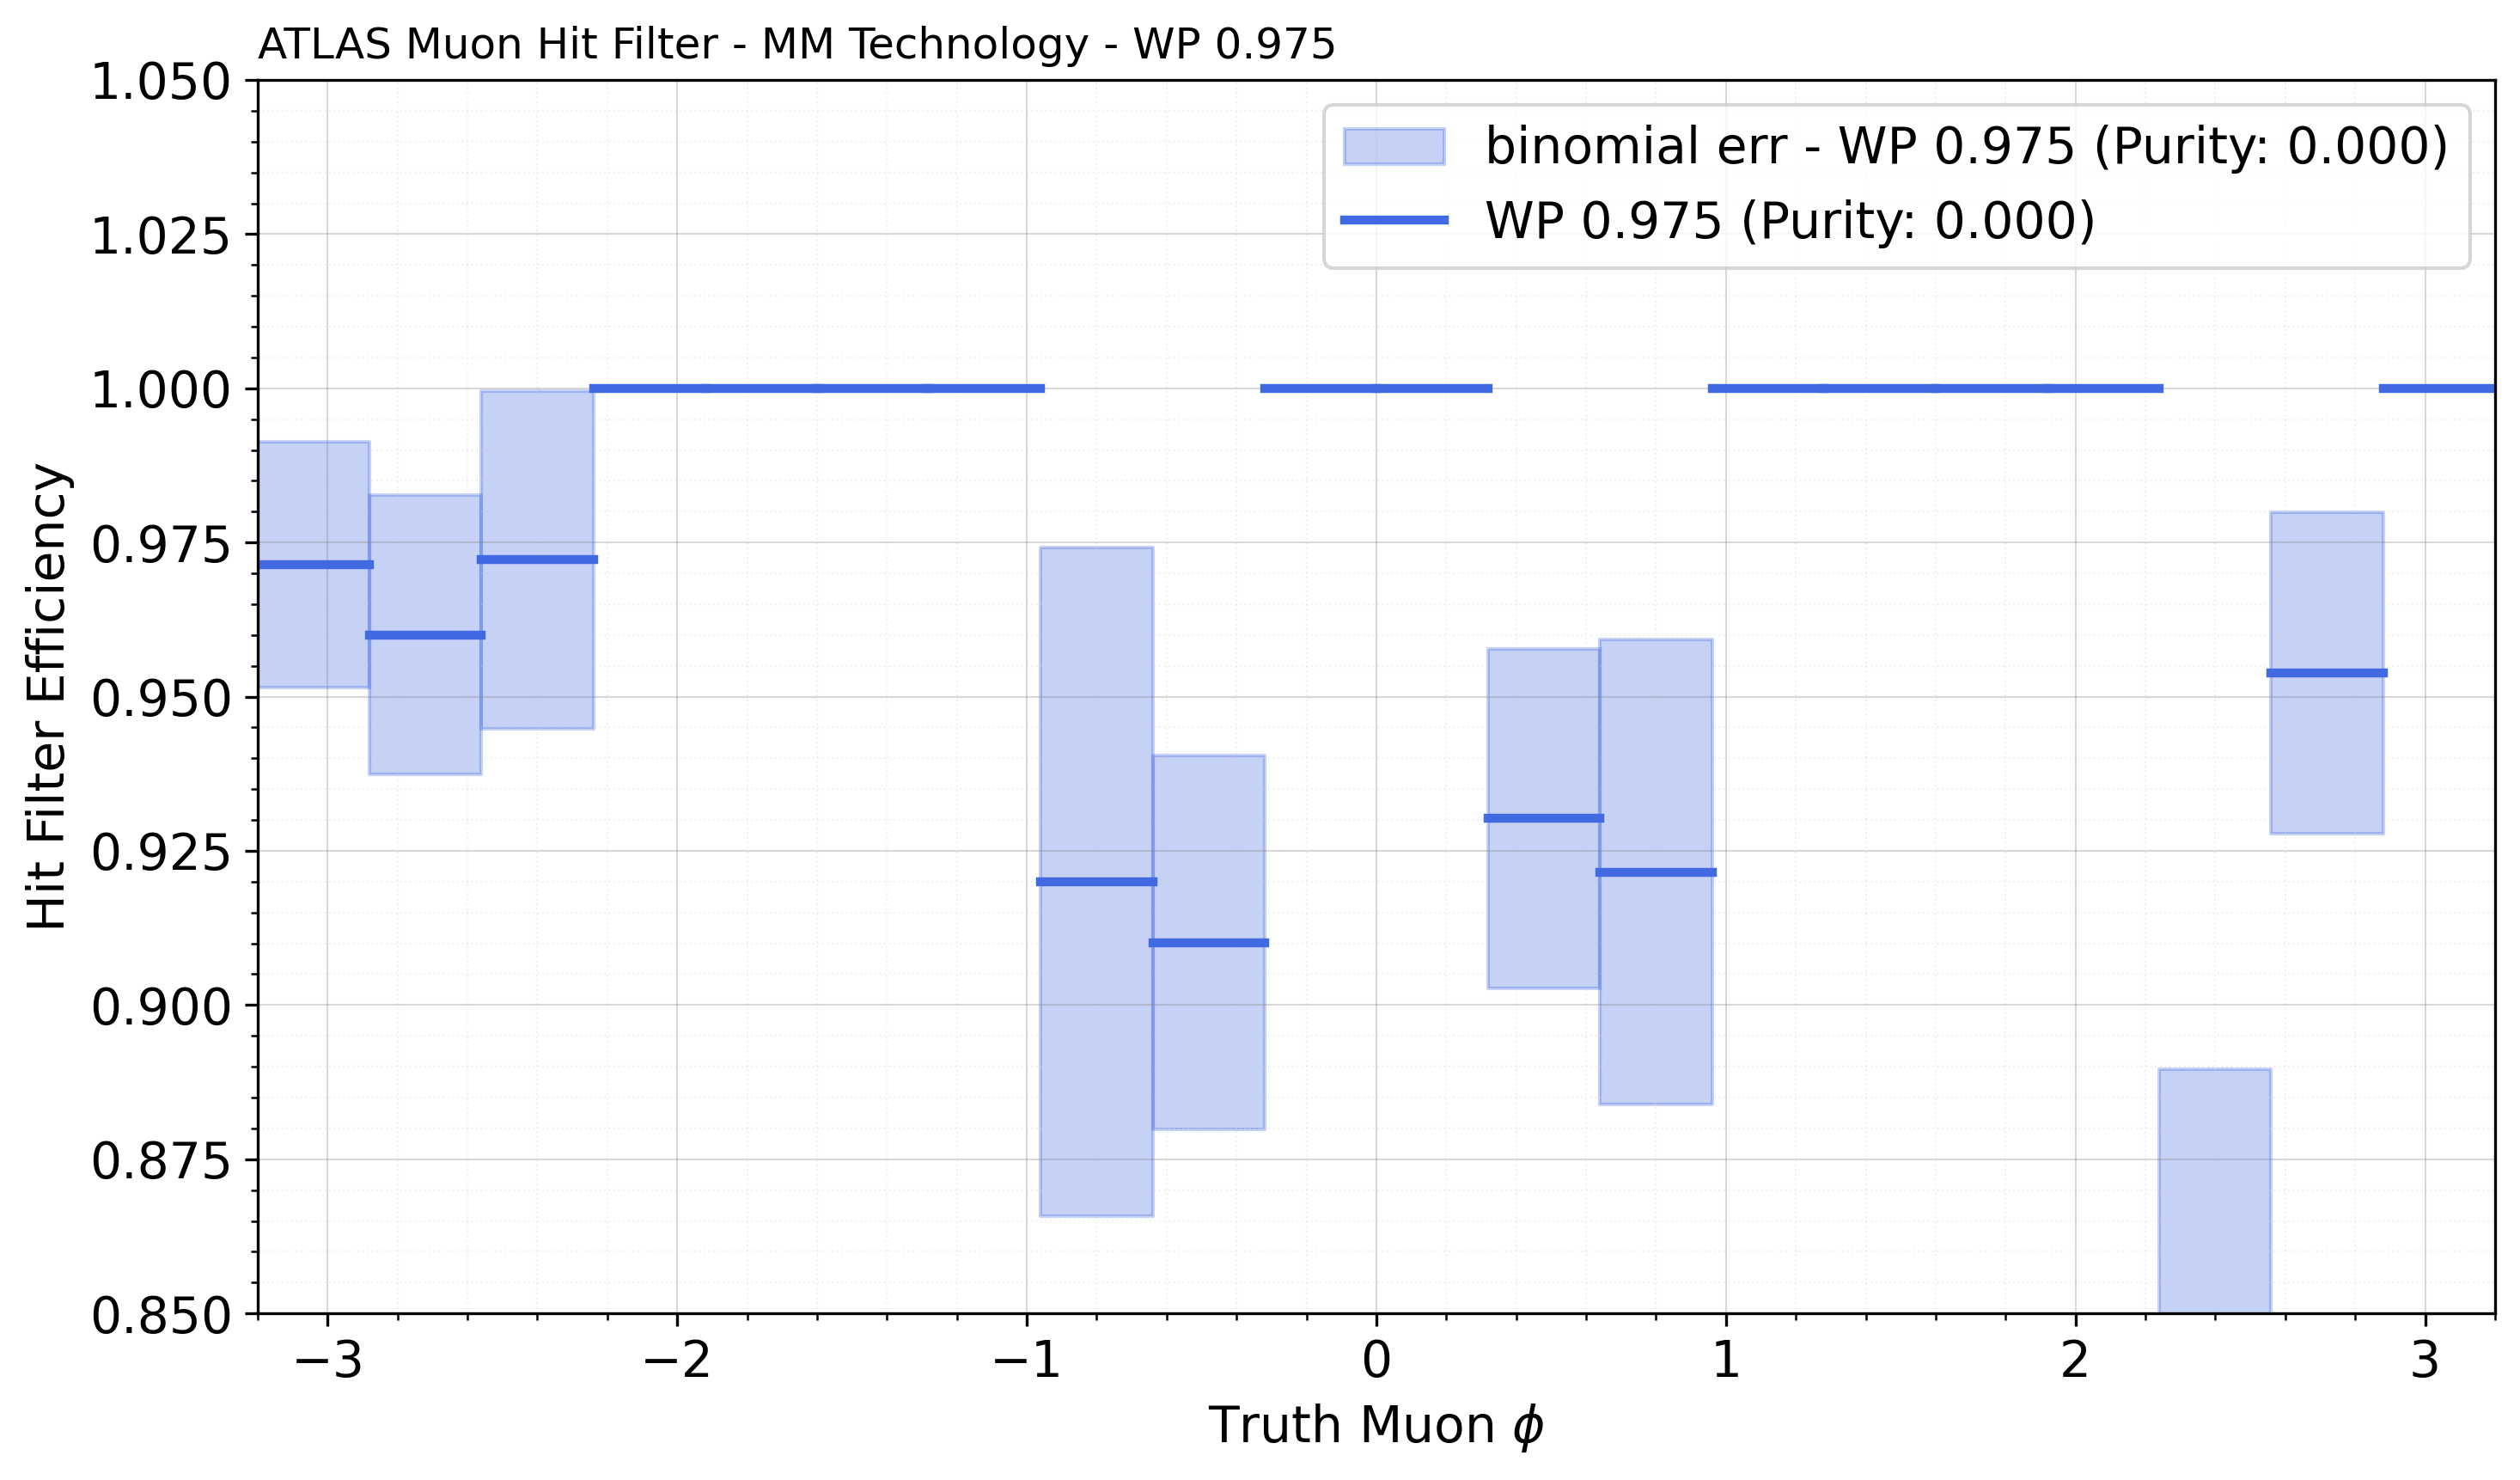 ATLAS Muon Hit Filter - MM Technology - WP 0.975
1.050
1.025
1.000
0.975
0.950
0.925
0.900
0.875
0.850
Hit Filter Efficiency
binomial err - WP 0.975 (Purity: 0.000)
WP 0.975 (Purity: 0.000)
−3 −2 −1 0 1 2 3
Truth Muon ϕ